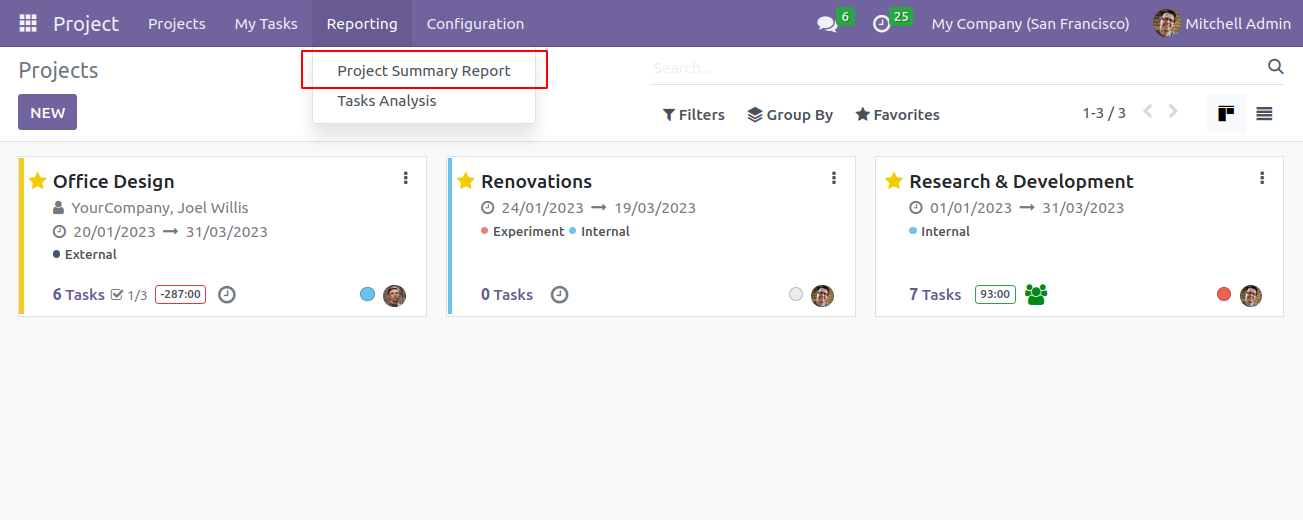 Project Projects My Tasks Reporting Configuration 6 25 My Company (San Francisco) Mitchell Admin
Projects
Project Summary Report
Search...
NEW
Tasks Analysis
Filters Group By Favorites 1-3 / 3
Office Design
YourCompany, Joel Willis
20/01/2023 → 31/03/2023
External
6 Tasks 1/3 -287:00
Renovations
24/01/2023 → 19/03/2023
Experiment Internal
0 Tasks
Research & Development
01/01/2023 → 31/03/2023
Internal
7 Tasks 93:00